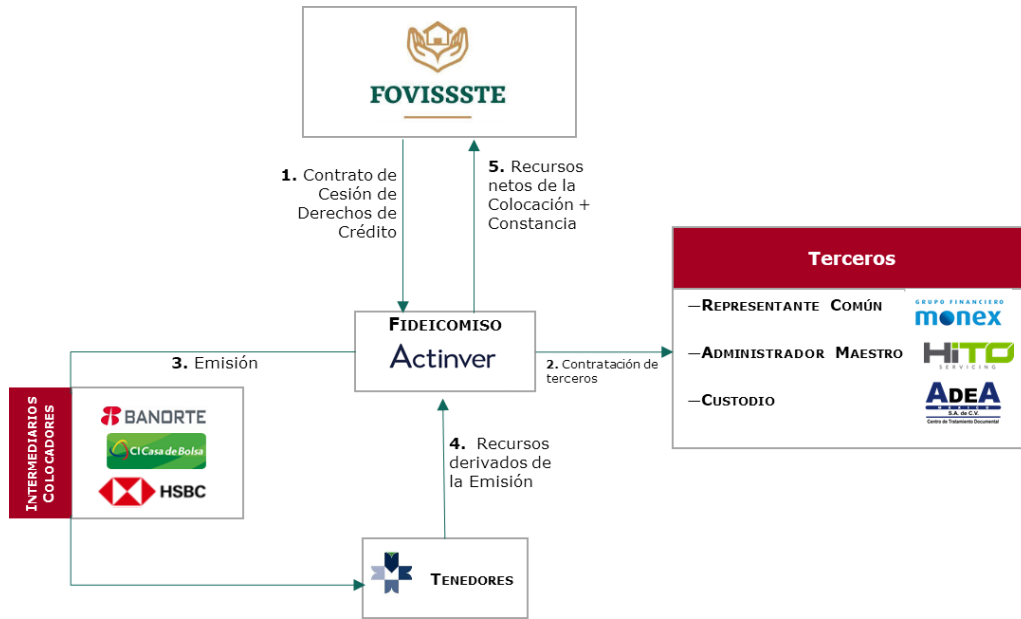 FOVISSSTE
1. Contrato de
Cesión de
Derechos de
Crédito
5. Recursos
netos de la
Colocación +
Constancia
Terceros
—REPRESENTANTE COMÚN
GRUPO FINANCIERO
monex
—ADMINISTRADOR MAESTRO
HiTO
SERVICING
—CUSTODIO
ADEA
MEXICO
S.A. de C.V.
Centro de Tratamiento Documental
FIDEICOMISO
Actinver
2. Contratación de
terceros
3. Emisión
INTERMEDIARIOS
COLOCADORES
BANORTE
CI Casa de Bolsa
HSBC
4. Recursos
derivados de
la Emisión
TENEDORES